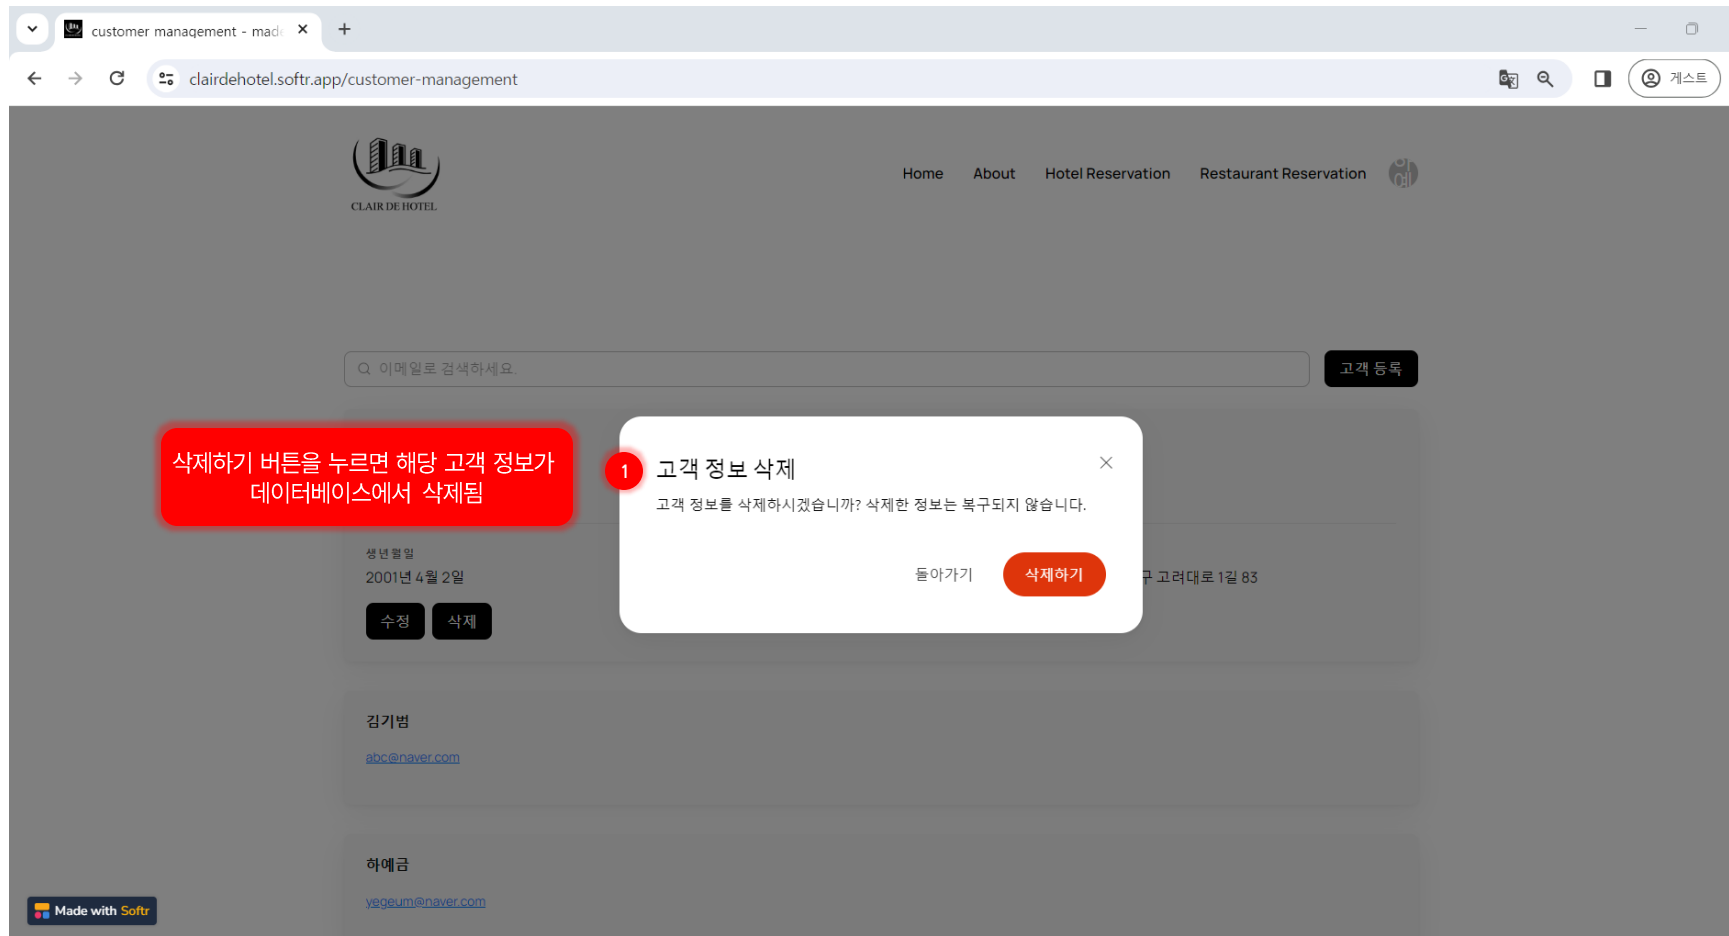 customer management - made
clairdehotel.softr.app/customer-management
게스트
CLAIR DE HOTEL
Home About Hotel Reservation Restaurant Reservation
이메일로 검색하세요.
고객 등록
삭제하기 버튼을 누르면 해당 고객 정보가
데이터베이스에서 삭제됨
1
고객 정보 삭제
고객 정보를 삭제하시겠습니까? 삭제한 정보는 복구되지 않습니다.
돌아가기 삭제하기
생년월일
2001년 4월 2일
구 고려대로 1길 83
수정 삭제
김기범
abc@naver.com
하예금
yegeum@naver.com
Made with Softr